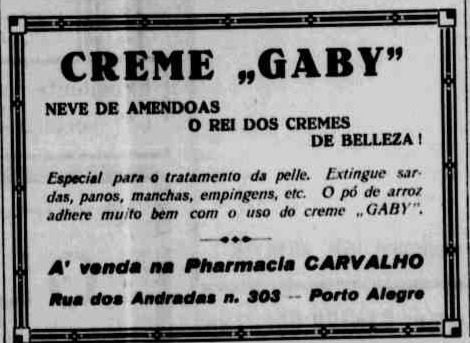 CREME „GABY”
NEVE DE AMENDOAS
O REI DOS CREMES
DE BELLEZA!
Especial para o tratamento da pelle. Extingue sar-
das, panos, manchas, empingens, etc. O pó de arroz
adhere muito bem com o uso do creme „GABY”.
A' venda na Pharmacia CARVALHO
Rua dos Andradas n. 303 -- Porto Alegre